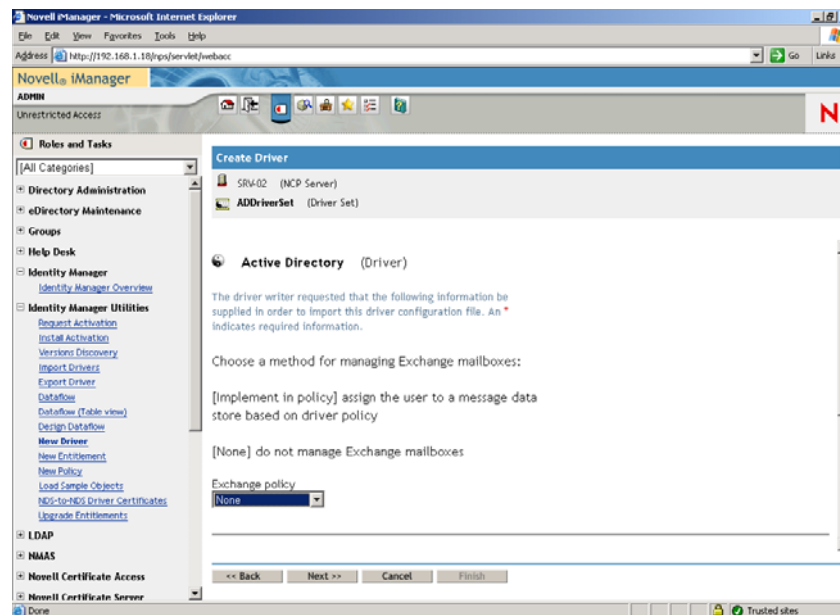 Novell iManager - Microsoft Internet Explorer
File Edit View Favorites Tools Help
Address http://192.168.1.18/nps/servlet/webacc Go Links
Novell® iManager
ADMIN
Unrestricted Access
N
Roles and Tasks
[All Categories]
Directory Administration
eDirectory Maintenance
Groups
Help Desk
Identity Manager
Identity Manager Overview
Identity Manager Utilities
Request Activation
Install Activation
Versions Discovery
Import Drivers
Export Driver
Dataflow
Dataflow (Table view)
Design Dataflow
New Driver
New Entitlement
New Policy
Load Sample Objects
NDS-to-NDS Driver Certificates
Upgrade Entitlements
LDAP
NMAS
Novell Certificate Access
Novell Certificate Server
Create Driver
SRV-02 (NCP Server)
ADDriverSet (Driver Set)
Active Directory (Driver)
The driver writer requested that the following information be
supplied in order to import this driver configuration file. An *
indicates required information.
Choose a method for managing Exchange mailboxes:
[Implement in policy] assign the user to a message data
store based on driver policy
[None] do not manage Exchange mailboxes
Exchange policy
None
<< Back Next >> Cancel Finish
Done Trusted sites